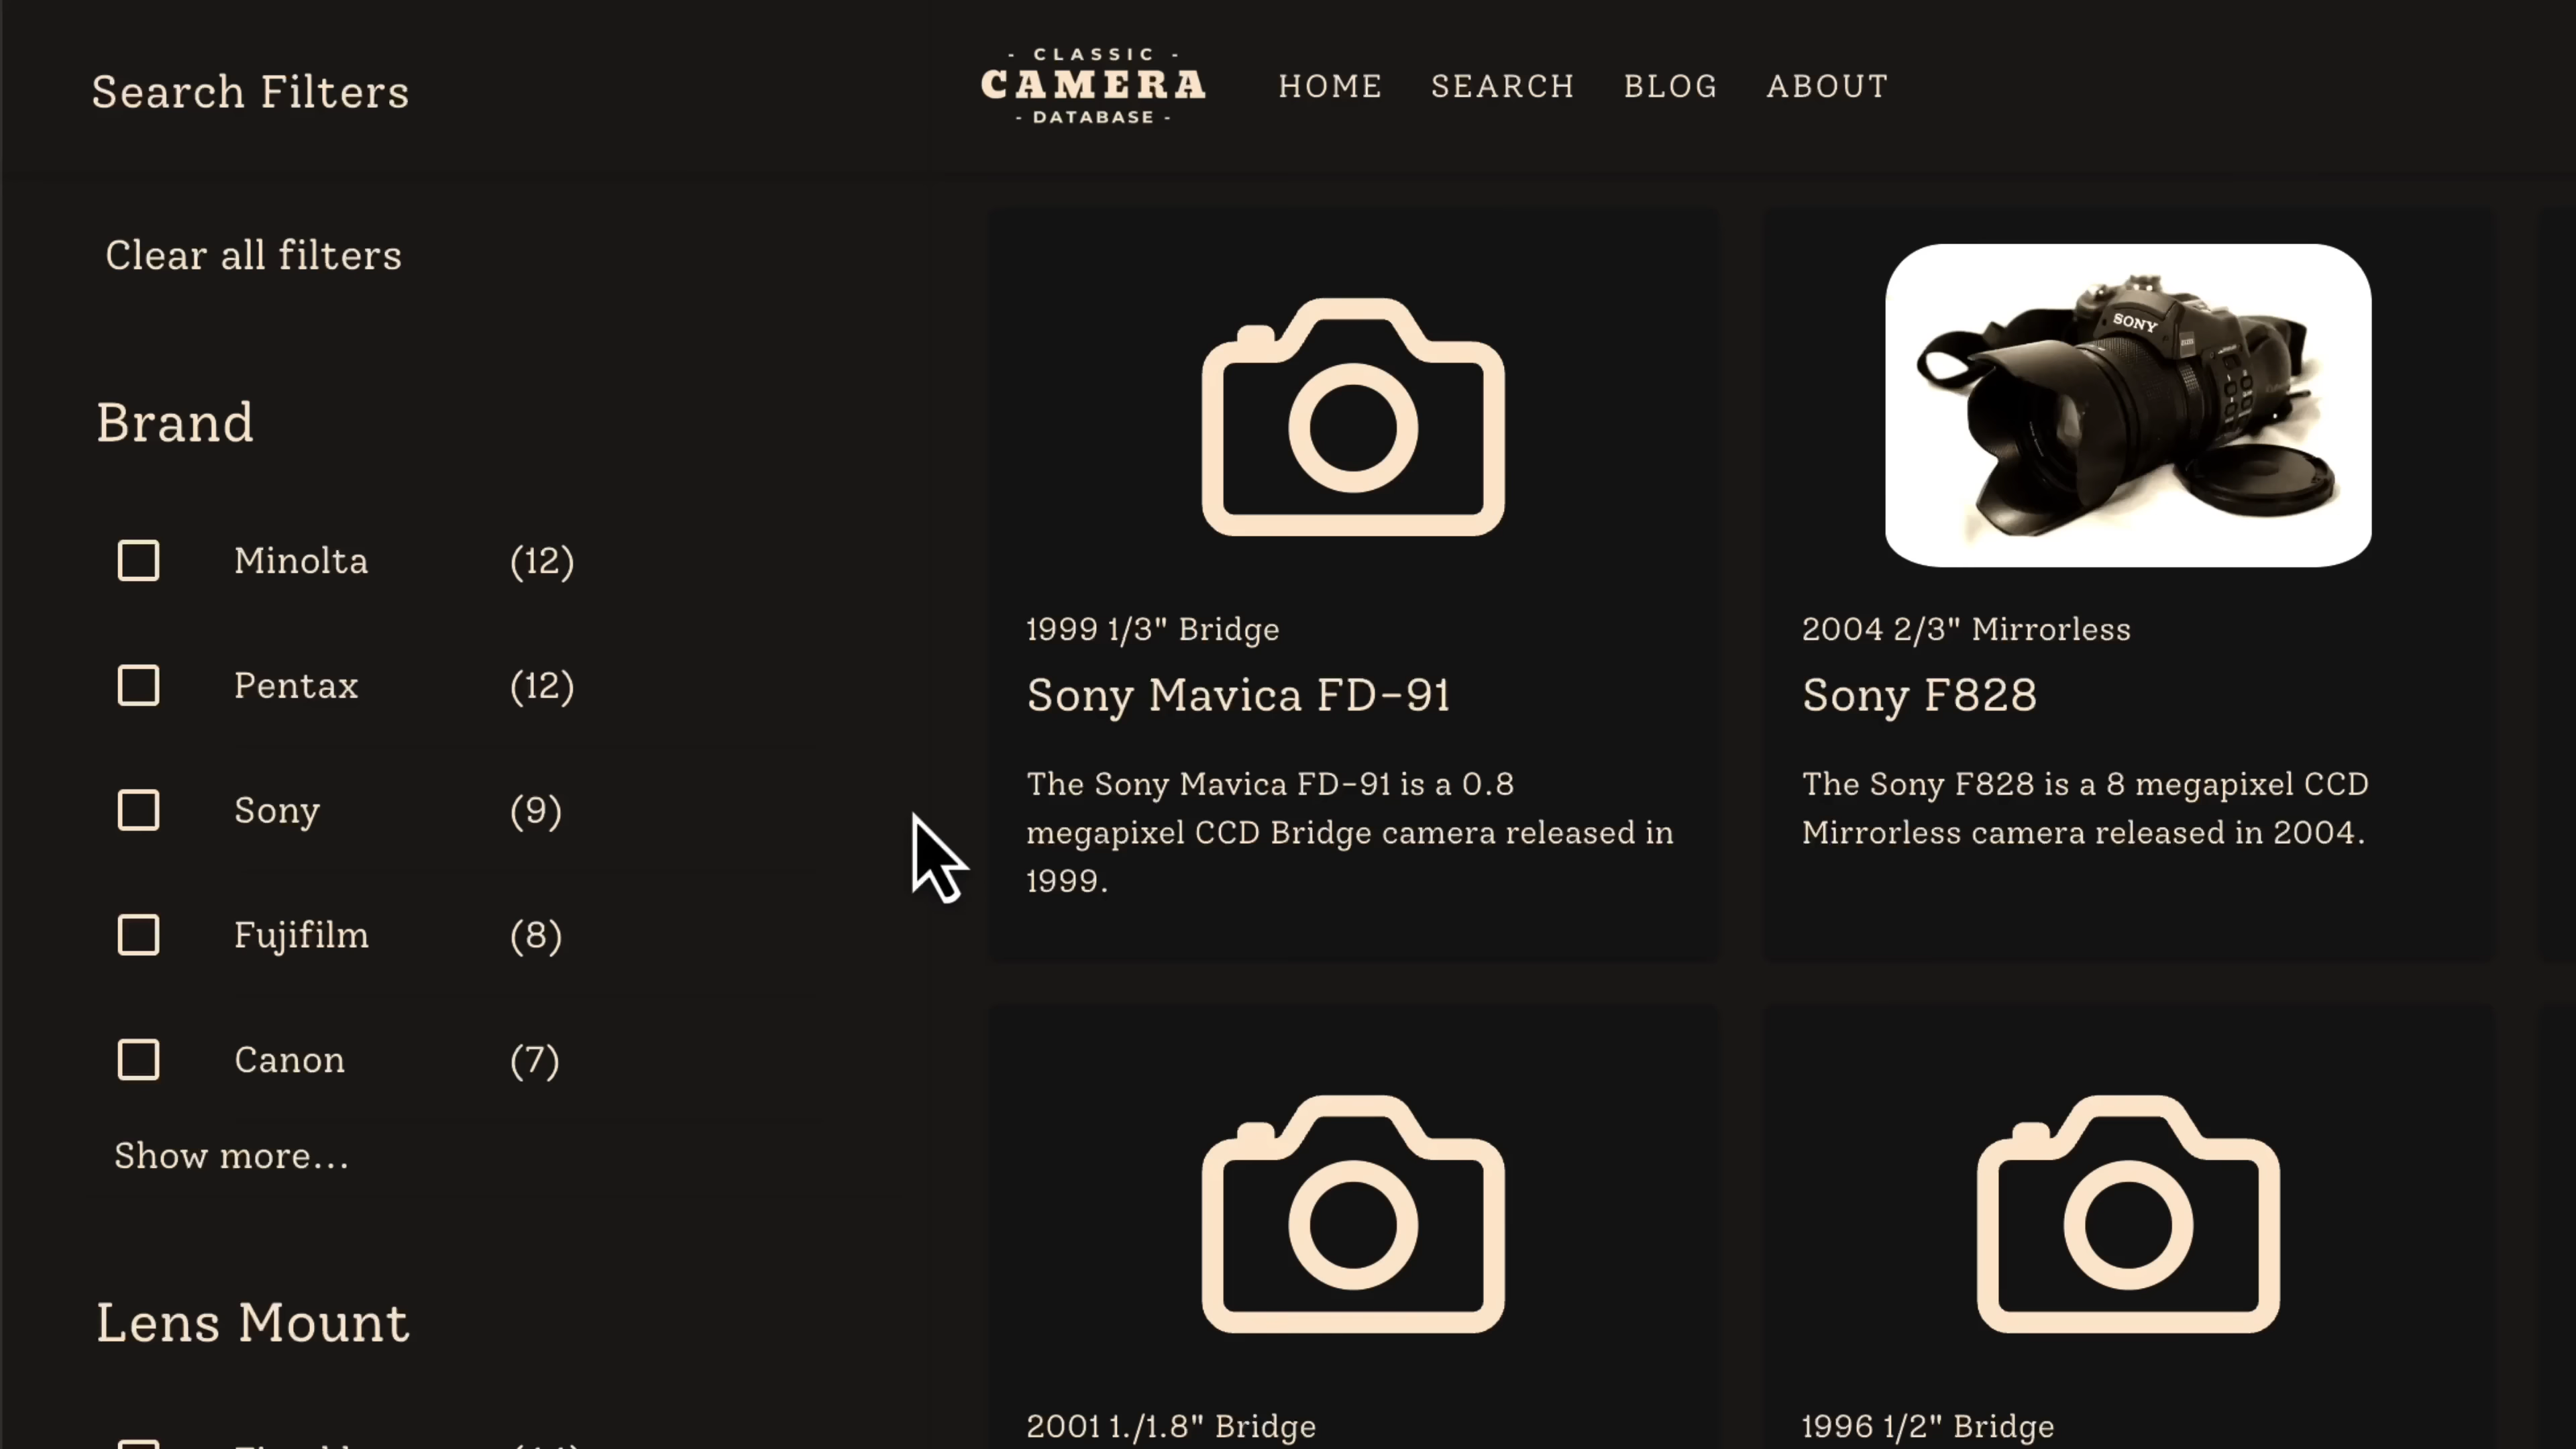 Search Filters
- CLASSIC -
CAMERA
- DATABASE -
HOME SEARCH BLOG ABOUT
Clear all filters
Brand
Minolta (12)
Pentax (12)
Sony (9)
Fujifilm (8)
Canon (7)
Show more...
Lens Mount
SONY
1999 1/3" Bridge
Sony Mavica FD-91
The Sony Mavica FD-91 is a 0.8
megapixel CCD Bridge camera released in
1999.
2004 2/3" Mirrorless
Sony F828
The Sony F828 is a 8 megapixel CCD
Mirrorless camera released in 2004.
2001 1./1.8" Bridge
1996 1/2" Bridge